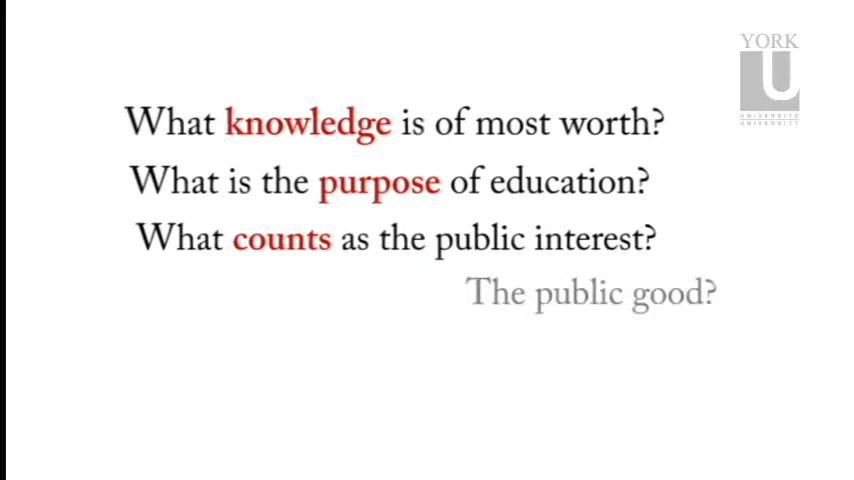 YORK
U
UNIVERSITÉ
UNIVERSITY
What knowledge is of most worth?
What is the purpose of education?
What counts as the public interest?
The public good?